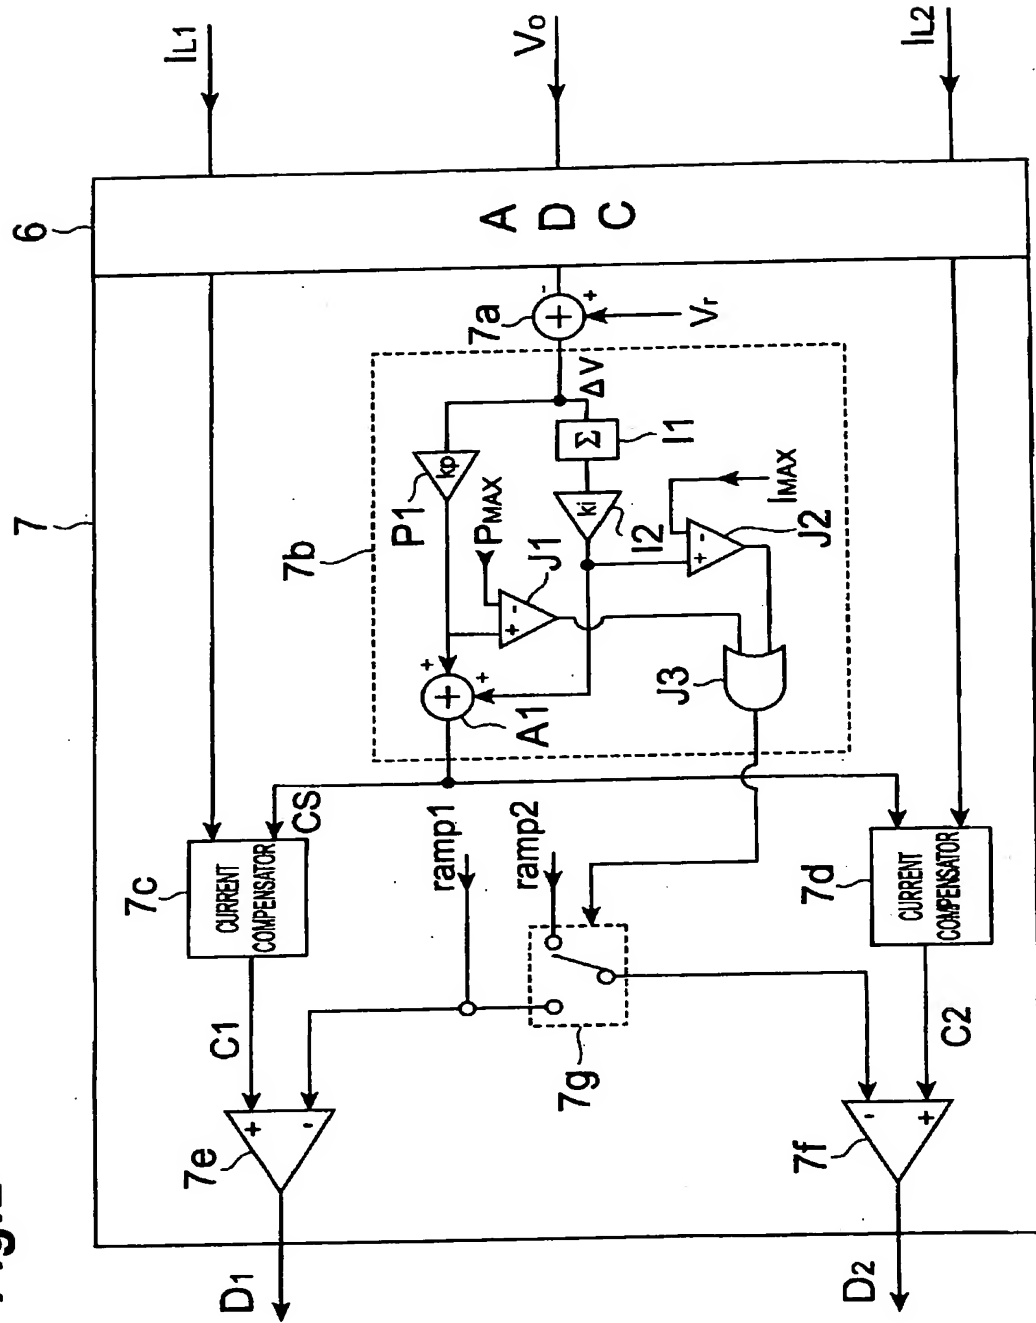 6
7
IL1
Vo
IL2
A
D
C
7a
-
+
Vr
ΔV
7b
P1
kp
Σ
I1
ki
I2
PMAX
J1
+
-
IMAX
J2
+
-
J3
+
+
+
A1
CS
7c
CURRENT
COMPENSATOR
7d
CURRENT
COMPENSATOR
ramp1
ramp2
7g
C1
C2
7e
+
-
7f
-
+
D1
D2